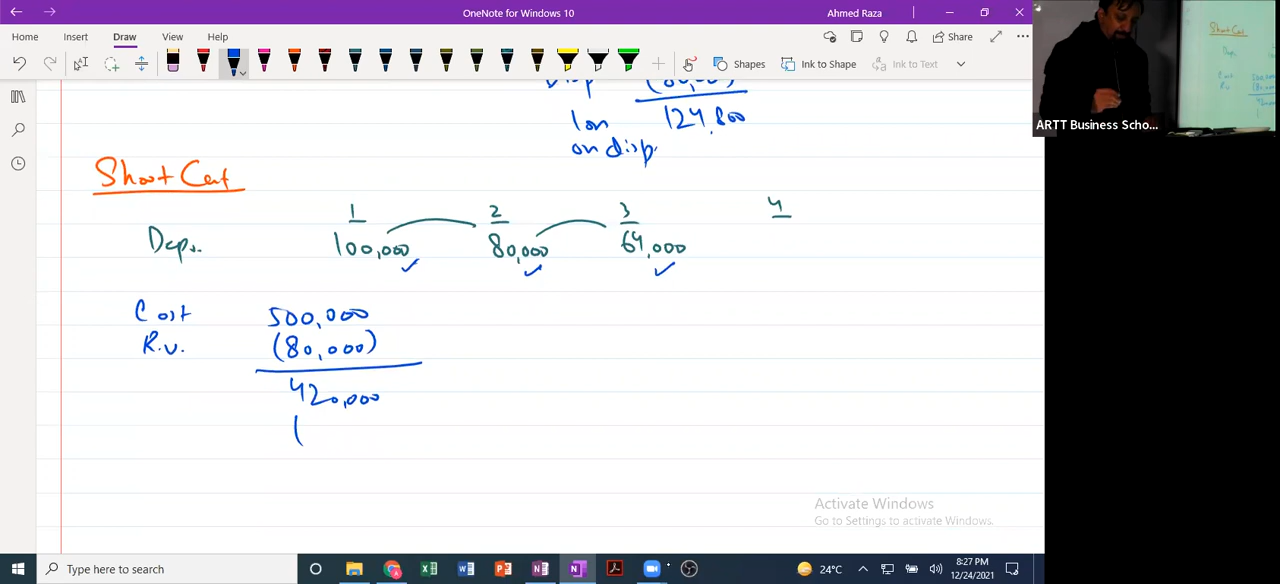 OneNote for Windows 10
Ahmed Raza
Home Insert Draw View Help
Share
Shapes Ink to Shape Ink to Text
124,800
on disp.
Short Cut
1 2 3 4
Dep. 100,000 80,000 64,000
Cost 500,000
R.v. (80,000)
420,000
(
ARTT Business Scho...
Short Cut
Activate Windows
Go to Settings to activate Windows.
Type here to search
24°C
8:27 PM
12/24/2021